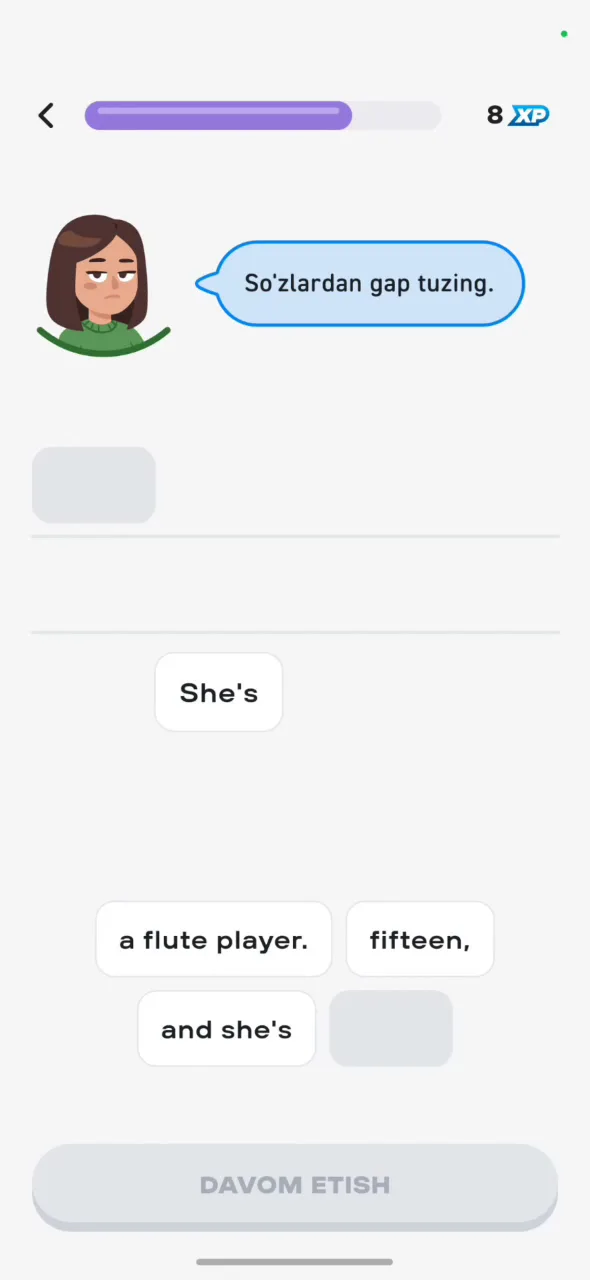 8 XP
So'zlardan gap tuzing.
She's
a flute player. fifteen,
and she's
DAVOM ETISH